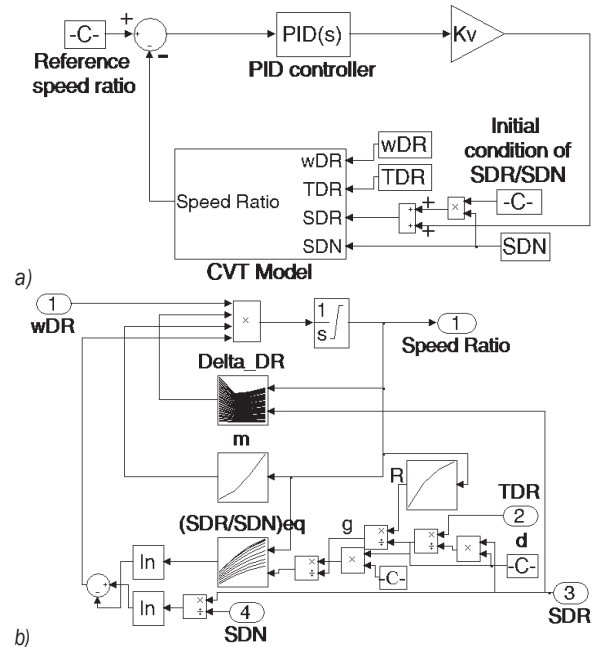 -C-
+
-
-
Reference
speed ratio
PID(s)
PID controller
Kv
Initial
condition of
SDR/SDN
-C-
wDR
TDR
Speed Ratio
wDR
TDR
SDR
SDN
CVT Model
+
+
+
+
×
SDN
a)
1
wDR
×
1
s
1
Speed Ratio
Delta_DR
m
R
TDR
2
(SDR/SDN)eq
g
×
÷
×
÷
×
d
-C-
×
÷
×
-C-
ln
+
-
ln
×
÷
4
SDN
3
SDR
b)